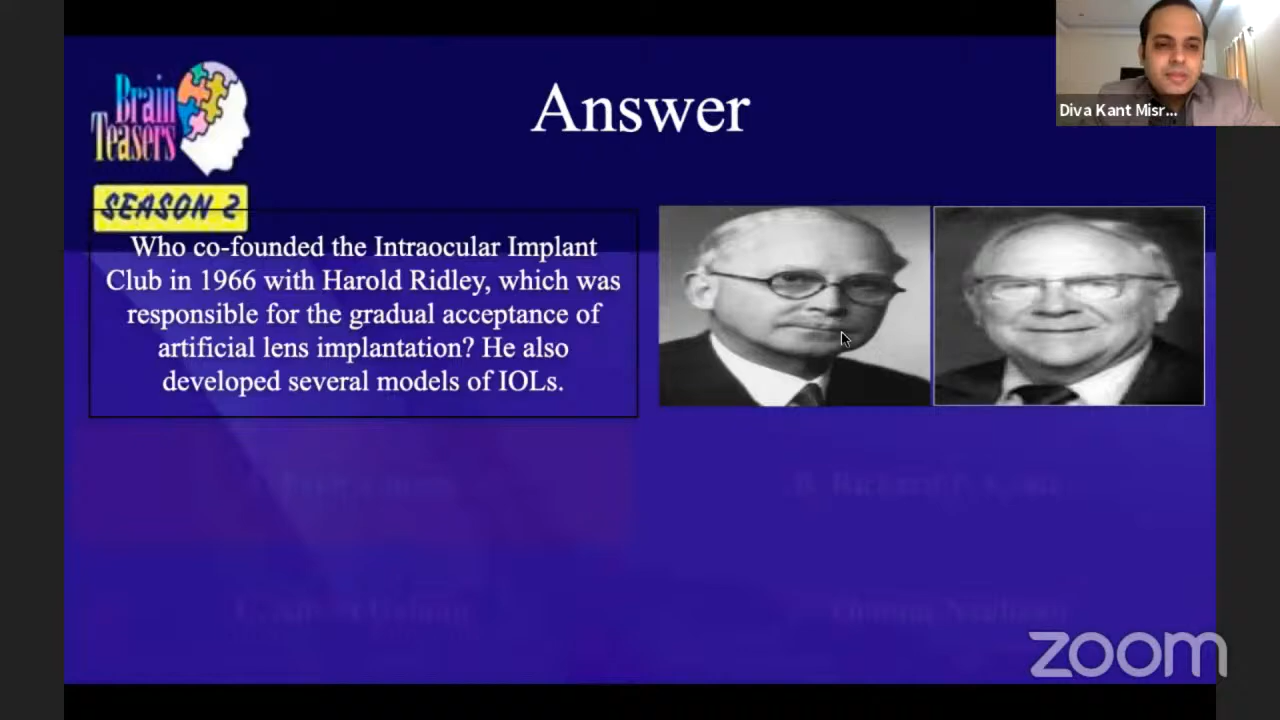 Brain
Teasers
SEASON 2
Answer
Diva Kant Misr...
Who co-founded the Intraocular Implant
Club in 1966 with Harold Ridley, which was
responsible for the gradual acceptance of
artificial lens implantation? He also
developed several models of IOLs.
zoom